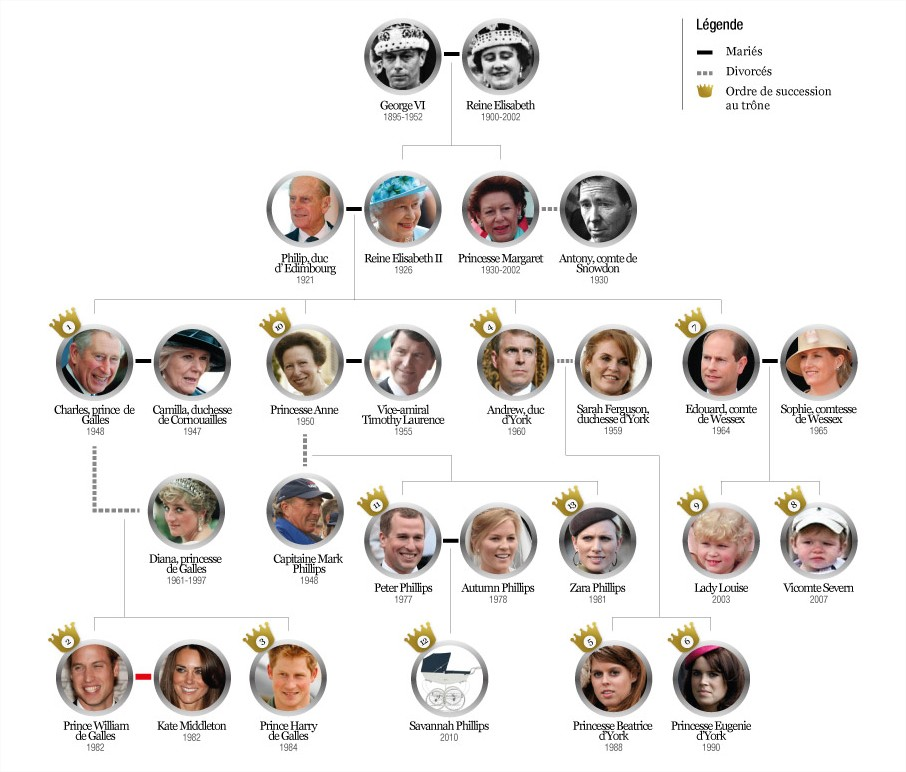 Légende
Mariés
Divorcés
Ordre de succession
au trône
George VI
1895-1952
Reine Elisabeth
1900-2002
Philip, duc
d'Edimbourg
1921
Reine Elisabeth II
1926
Princesse Margaret
1930-2002
Antony, comte de
Snowdon
1930
1
Charles, prince de
Galles
1948
Camilla, duchesse
de Cornouailles
1947
10
Princesse Anne
1950
Vice-amiral
Timothy Laurence
1955
4
Andrew, duc
d'York
1960
Sarah Ferguson,
duchesse d'York
1959
7
Edouard, comte
de Wessex
1964
Sophie, comtesse
de Wessex
1965
Diana, princesse
de Galles
1961-1997
Capitaine Mark
Phillips
1948
11
Peter Phillips
1977
Autumn Phillips
1978
13
Zara Phillips
1981
9
Lady Louise
2003
8
Vicomte Severn
2007
2
Prince William
de Galles
1982
Kate Middleton
1982
3
Prince Harry
de Galles
1984
12
Savannah Phillips
2010
5
Princesse Beatrice
d'York
1988
6
Princesse Eugenie
d'York
1990